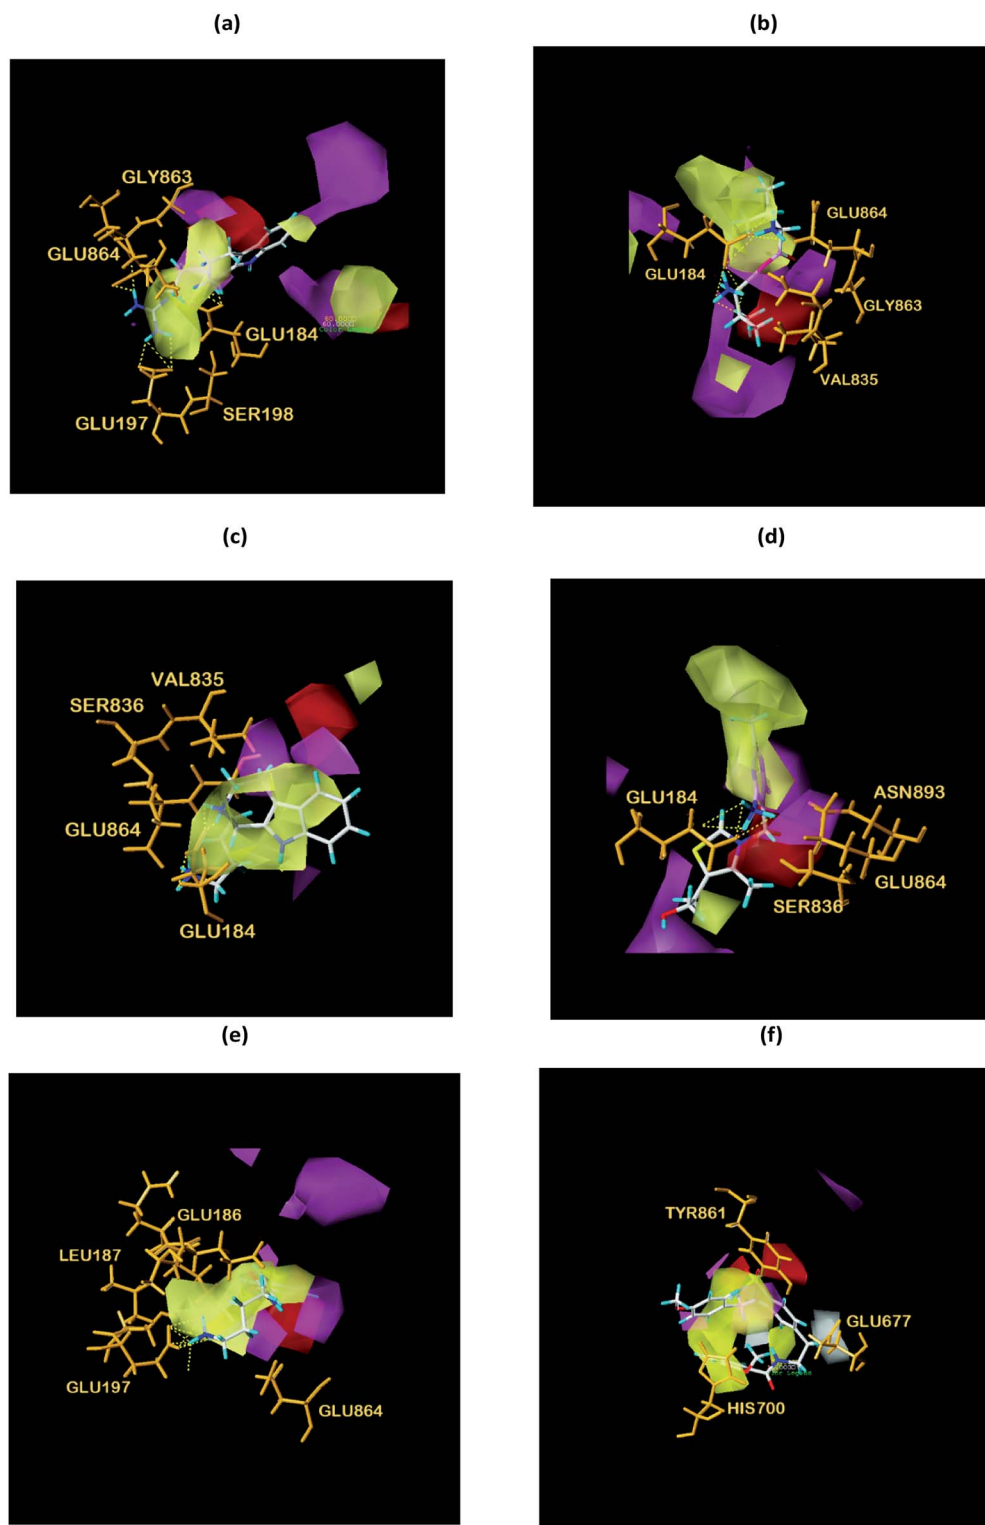 (a)
(b)
GLY863
GLU864
GLU184
GLU197
SER198
GLU864
GLU184
GLY863
VAL835
(c)
(d)
VAL835
SER836
GLU864
GLU184
GLU184
ASN893
GLU864
SER836
(e)
(f)
GLU186
LEU187
GLU197
GLU864
TYR861
GLU677
HIS700